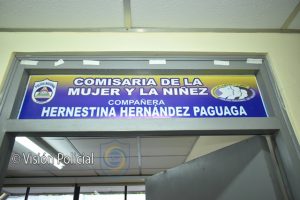 COMISARIA DE LA
MUJER Y LA NIÑEZ
COMPAÑERA
HERNESTINA HERNÁNDEZ PAGUAGA
© Visión Policial